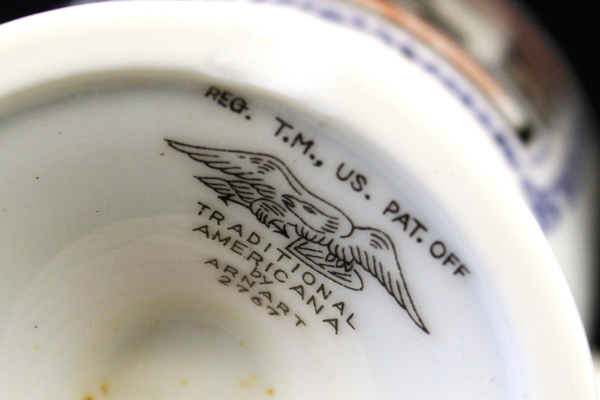 REG. T.M., US. PAT. OFF
TRADITIONAL
AMERICANA
by
ARNART
2767